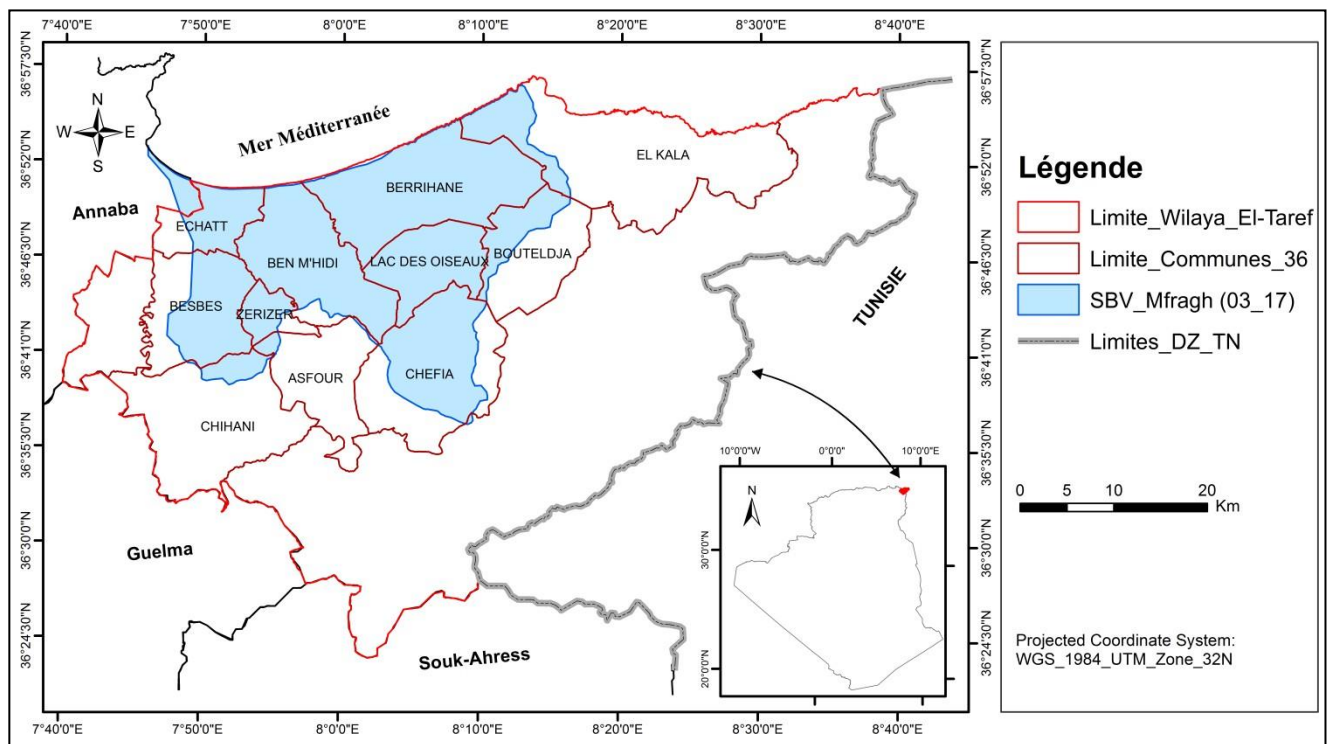 7°40'0"E
7°50'0"E
8°0'0"E
8°10'0"E
8°20'0"E
8°30'0"E
8°40'0"E
36°57'30"N
36°52'0"N
36°46'30"N
36°41'0"N
36°35'30"N
36°30'0"N
36°24'30"N
N
W
E
S
Mer Méditerranée
Annaba
EL KALA
BERRIHANE
ECHATT
BEN M'HIDI
LAC DES OISEAUX
BOUTELDJA
BESBES
ZERIZER
ASFOUR
CHEFIA
CHIHANI
TUNISIE
Guelma
Souk-Ahress
10°0'0"W
0°0'0"
10°0'0"E
N
30°0'0"N
20°0'0"N
36°57'30"N
36°52'0"N
36°46'30"N
36°41'0"N
36°35'30"N
36°30'0"N
36°24'30"N
7°40'0"E
7°50'0"E
8°0'0"E
8°10'0"E
8°20'0"E
8°30'0"E
8°40'0"E
Légende
Limite_Wilaya_El-Taref
Limite_Communes_36
SBV_Mfragh (03_17)
Limites_DZ_TN
0 5 10 20
Km
Projected Coordinate System:
WGS_1984_UTM_Zone_32N